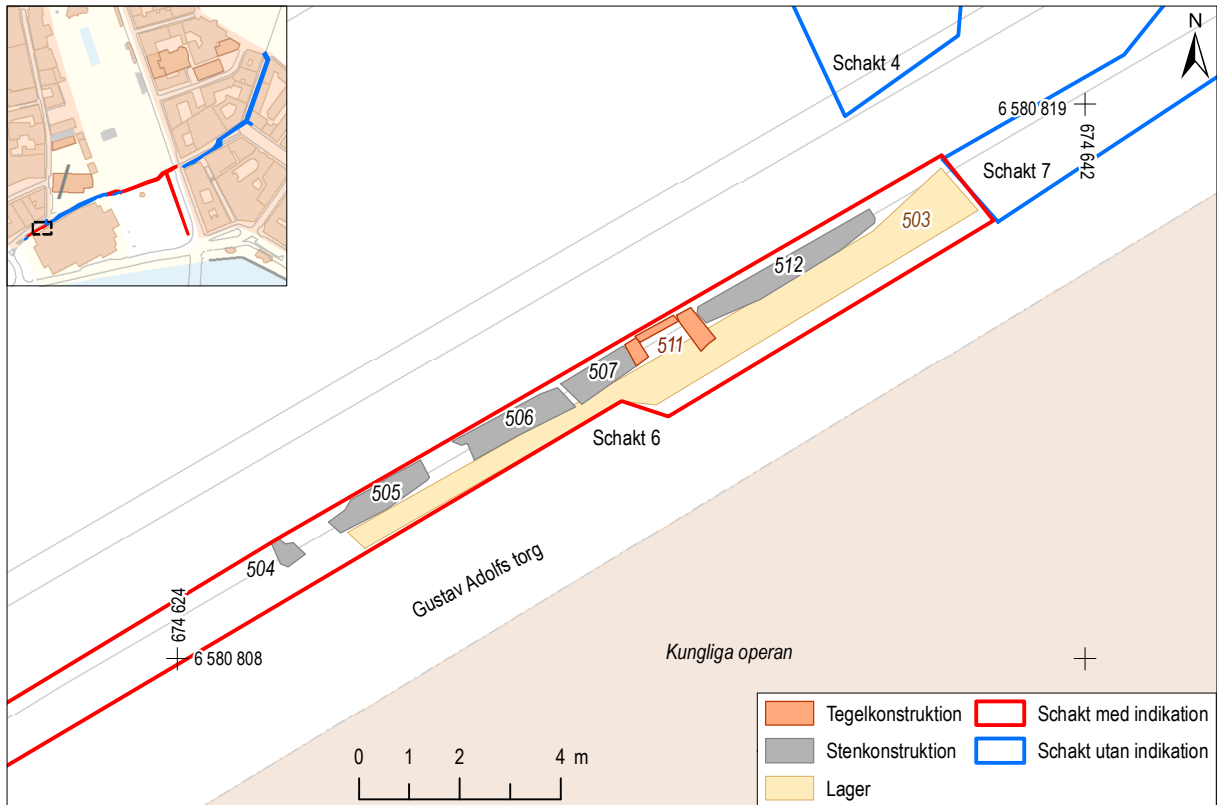 N
Schakt 4
6 580 819
674 642
Schakt 7
503
512
511
507
506
Schakt 6
505
504
Gustav Adolfs torg
674 624
6 580 808
Kungliga operan
0 2 4 m
Tegelkonstruktion
Schakt med indikation
Stenkonstruktion
Schakt utan indikation
Lager